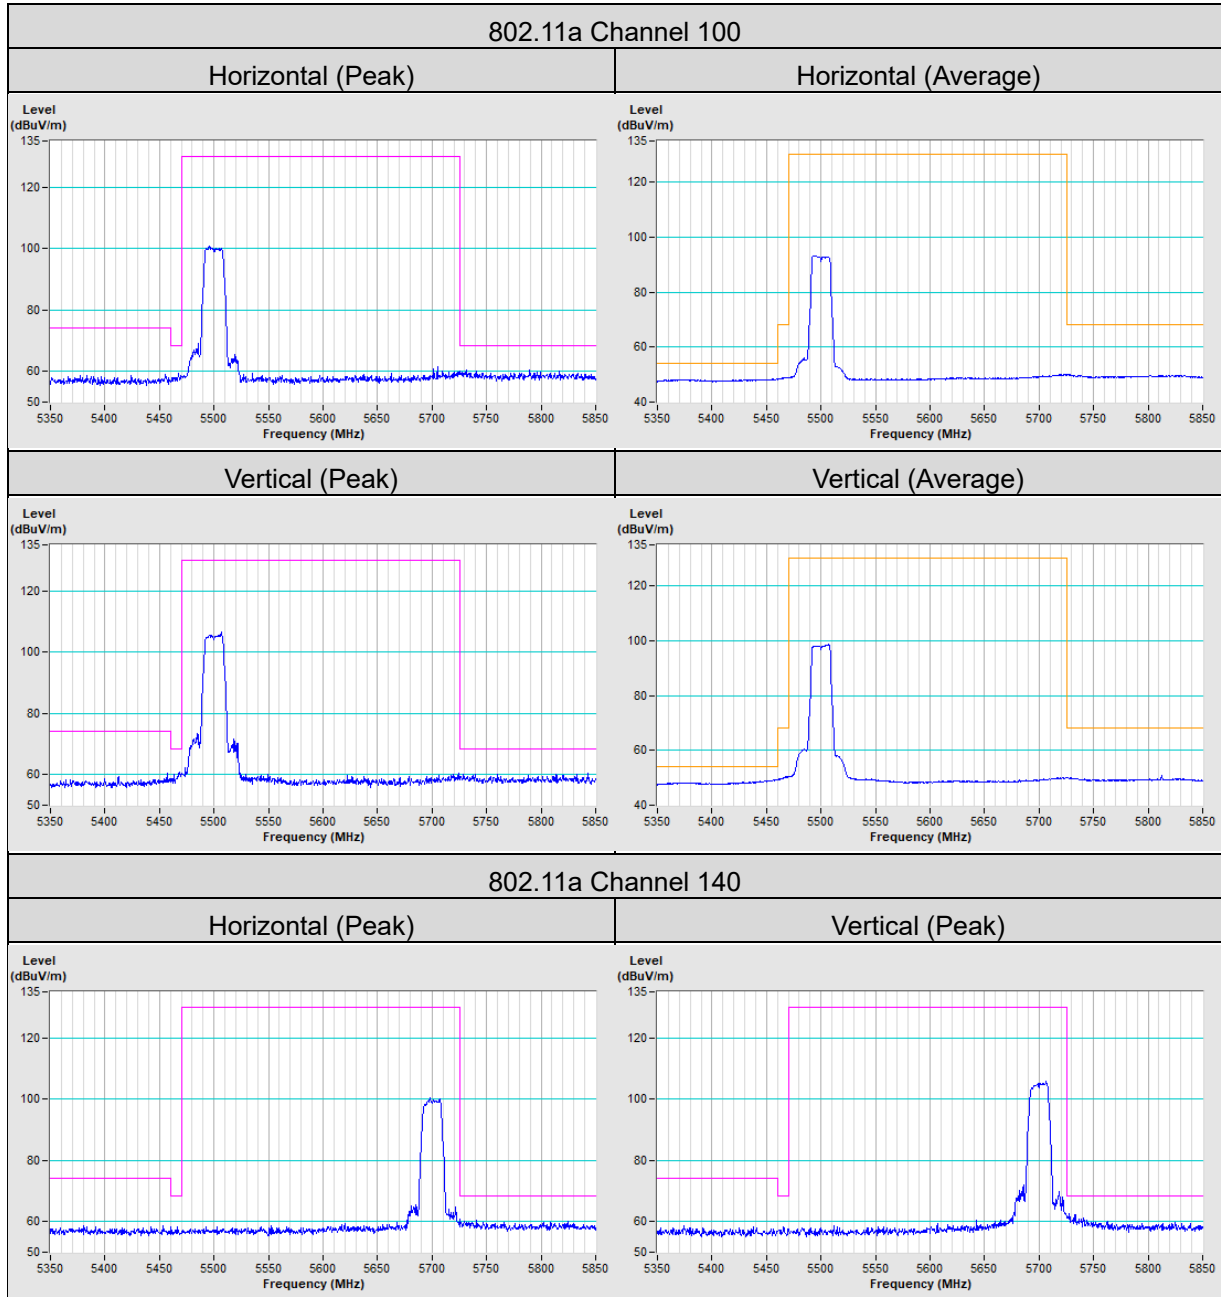 802.11a Channel 100
Horizontal (Peak) Horizontal (Average)
Level Level
(dBuV/m) (dBuV/m)
135 135
120 120
100 100
80 80
60 60
50 40
5350 5400 5450 5500 5550 5600 5650 5700 5750 5800 5850 5350 5400 5450 5500 5550 5600 5650 5700 5750 5800 5850
Frequency (MHz) Frequency (MHz)
Vertical (Peak) Vertical (Average)
Level Level
(dBuV/m) (dBuV/m)
135 135
120 120
100 100
80 80
60 60
50 40
5350 5400 5450 5500 5550 5600 5650 5700 5750 5800 5850 5350 5400 5450 5500 5550 5600 5650 5700 5750 5800 5850
Frequency (MHz) Frequency (MHz)
802.11a Channel 140
Horizontal (Peak) Vertical (Peak)
Level Level
(dBuV/m) (dBuV/m)
135 135
120 120
100 100
80 80
60 60
50 50
5350 5400 5450 5500 5550 5600 5650 5700 5750 5800 5850 5350 5400 5450 5500 5550 5600 5650 5700 5750 5800 5850
Frequency (MHz) Frequency (MHz)